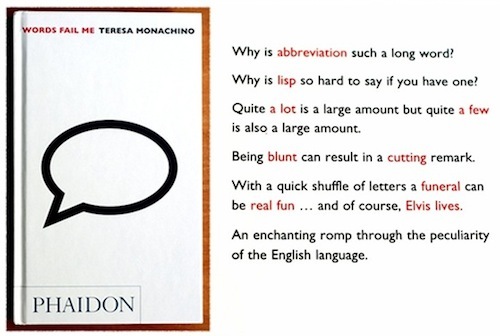 WORDS FAIL ME TERESA MONACHINO
PHAIDON
Why is abbreviation such a long word?
Why is lisp so hard to say if you have one?
Quite a lot is a large amount but quite a few
is also a large amount.
Being blunt can result in a cutting remark.
With a quick shuffle of letters a funeral can
be real fun … and of course, Elvis lives.
An enchanting romp through the peculiarity
of the English language.